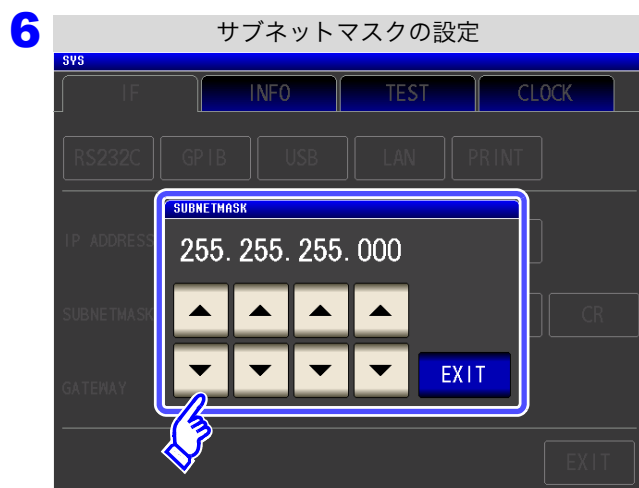 6
サブネットマスクの設定
SYS
IF INFO TEST CLOCK
RS232C GPIB USB LAN PRINT
SUBNETMASK
IP ADDRESS
255.255.255.000
SUBNETMASK
CR
EXIT
GATEWAY
EXIT